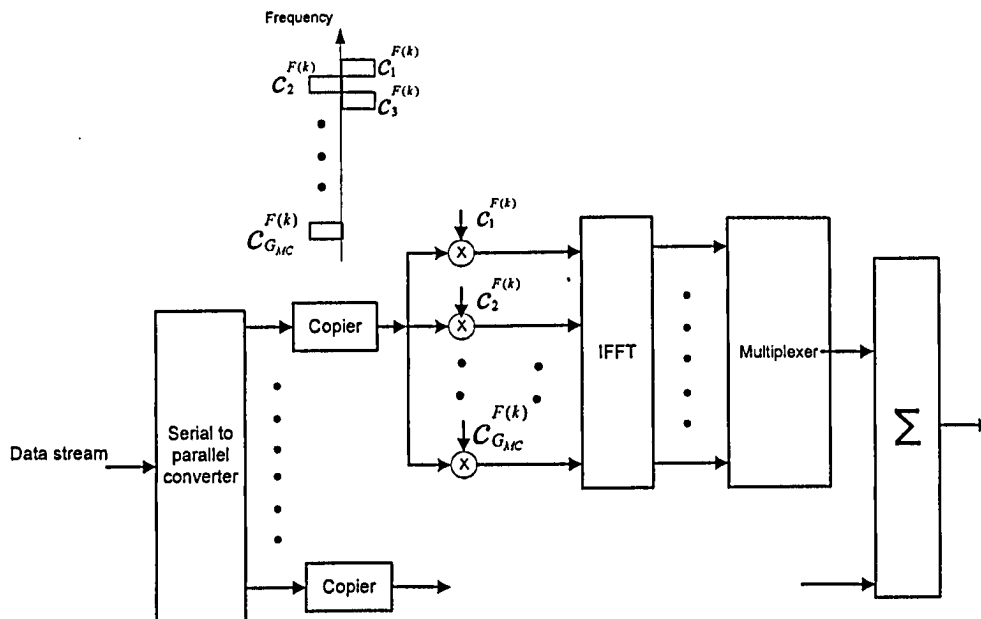 Frequency
C_1^{F(k)}
C_2^{F(k)}
C_3^{F(k)}
C_{G_{MC}}^{F(k)}
C_1^{F(k)}
X
C_2^{F(k)}
X
C_{G_{MC}}^{F(k)}
X
Copier
IFFT
Multiplexer
Σ
Data stream
Serial to
parallel
converter
Copier